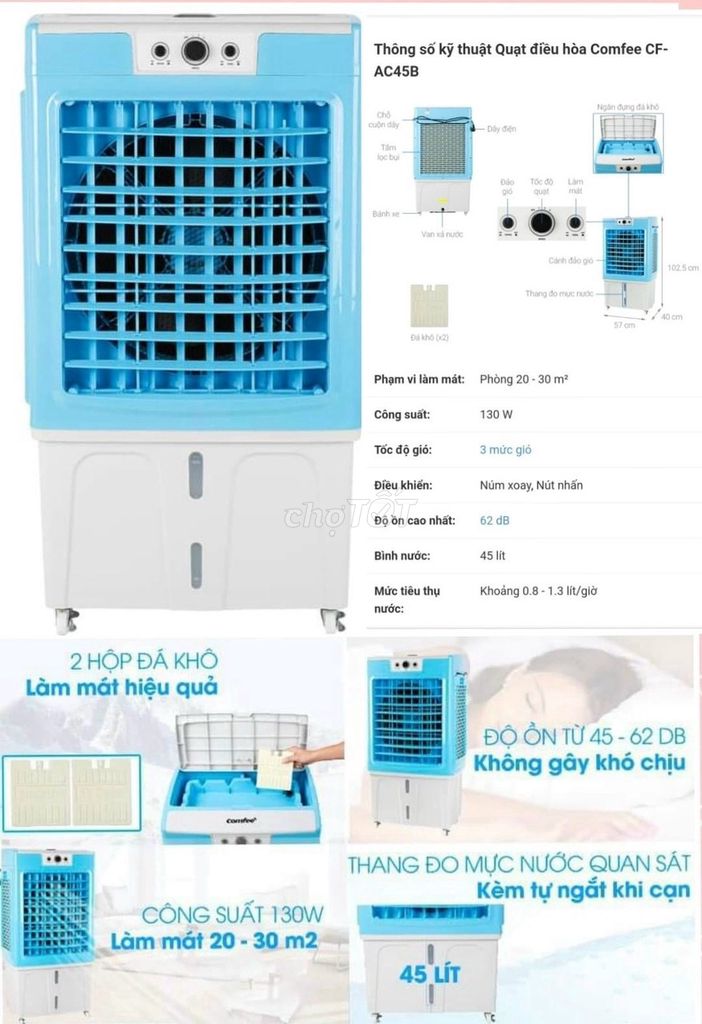 Thông số kỹ thuật Quạt điều hòa Comfee CF-
AC45B
Chỗ
cuộn dây
Dây điện
Tấm
lọc bụi
Bánh xe
Van xả nước
Ngăn đựng đá khô
Đảo
gió
Tốc độ
quạt
Làm
mát
Cánh đảo gió
102.5 cm
Thang đo mực nước
40 cm
57 cm
Đá khô (x2)
Phạm vi làm mát: Phòng 20 - 30 m²
Công suất: 130 W
Tốc độ gió: 3 mức gió
Điều khiển: Núm xoay, Nút nhấn
Độ ồn cao nhất: 62 dB
Bình nước: 45 lít
Mức tiêu thụ Khoảng 0.8 - 1.3 lít/giờ
nước:
chợTỐT
2 HỘP ĐÁ KHÔ
Làm mát hiệu quả
comfee
ĐỘ ỒN TỪ 45 - 62 DB
Không gây khó chịu
CÔNG SUẤT 130W
Làm mát 20 - 30 m2
THANG ĐO MỰC NƯỚC QUAN SÁT
Kèm tự ngắt khi cạn
45 LÍT